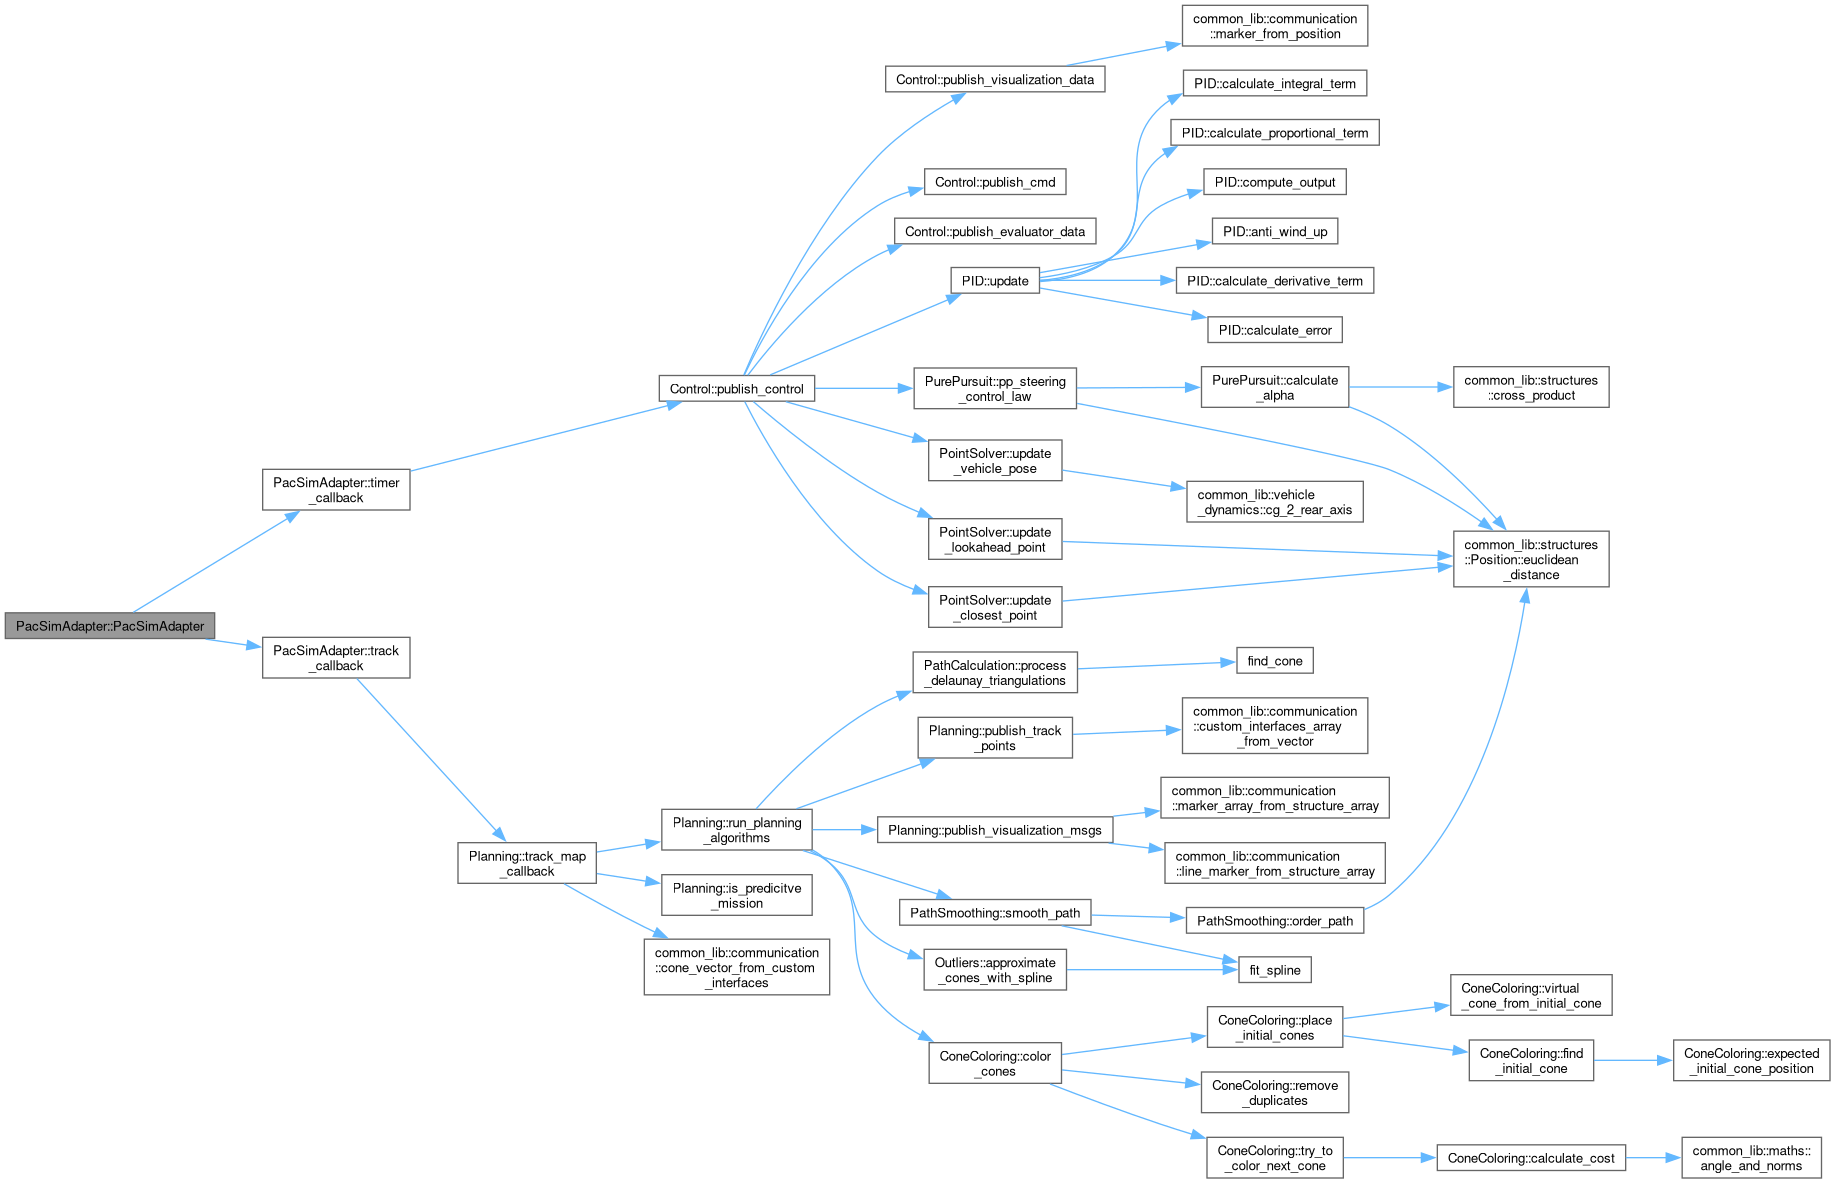 PacSimAdapter::PacSimAdapter
PacSimAdapter::timer
_callback
PacSimAdapter::track
_callback
Control::publish_control
Planning::track_map
_callback
Planning::run_planning
_algorithms
Planning::is_predicitve
_mission
common_lib::communication
::cone_vector_from_custom
_interfaces
Control::publish_visualization_data
Control::publish_cmd
Control::publish_evaluator_data
PID::update
PurePursuit::pp_steering
_control_law
PointSolver::update
_vehicle_pose
PointSolver::update
_lookahead_point
PointSolver::update
_closest_point
PathCalculation::process
_delaunay_triangulations
Planning::publish_track
_points
Planning::publish_visualization_msgs
PathSmoothing::smooth_path
Outliers::approximate
_cones_with_spline
ConeColoring::color
_cones
common_lib::communication
::marker_from_position
PID::calculate_integral_term
PID::calculate_proportional_term
PID::compute_output
PID::anti_wind_up
PID::calculate_derivative_term
PID::calculate_error
PurePursuit::calculate
_alpha
common_lib::vehicle
_dynamics::cg_2_rear_axis
find_cone
common_lib::communication
::custom_interfaces_array
_from_vector
common_lib::communication
::marker_array_from_structure_array
common_lib::communication
::line_marker_from_structure_array
PathSmoothing::order_path
fit_spline
ConeColoring::place
_initial_cones
ConeColoring::remove
_duplicates
ConeColoring::try_to
_color_next_cone
common_lib::structures
::cross_product
common_lib::structures
::Position::euclidean
_distance
ConeColoring::virtual
_cone_from_initial_cone
ConeColoring::find
_initial_cone
ConeColoring::calculate_cost
ConeColoring::expected
_initial_cone_position
common_lib::maths::
angle_and_norms